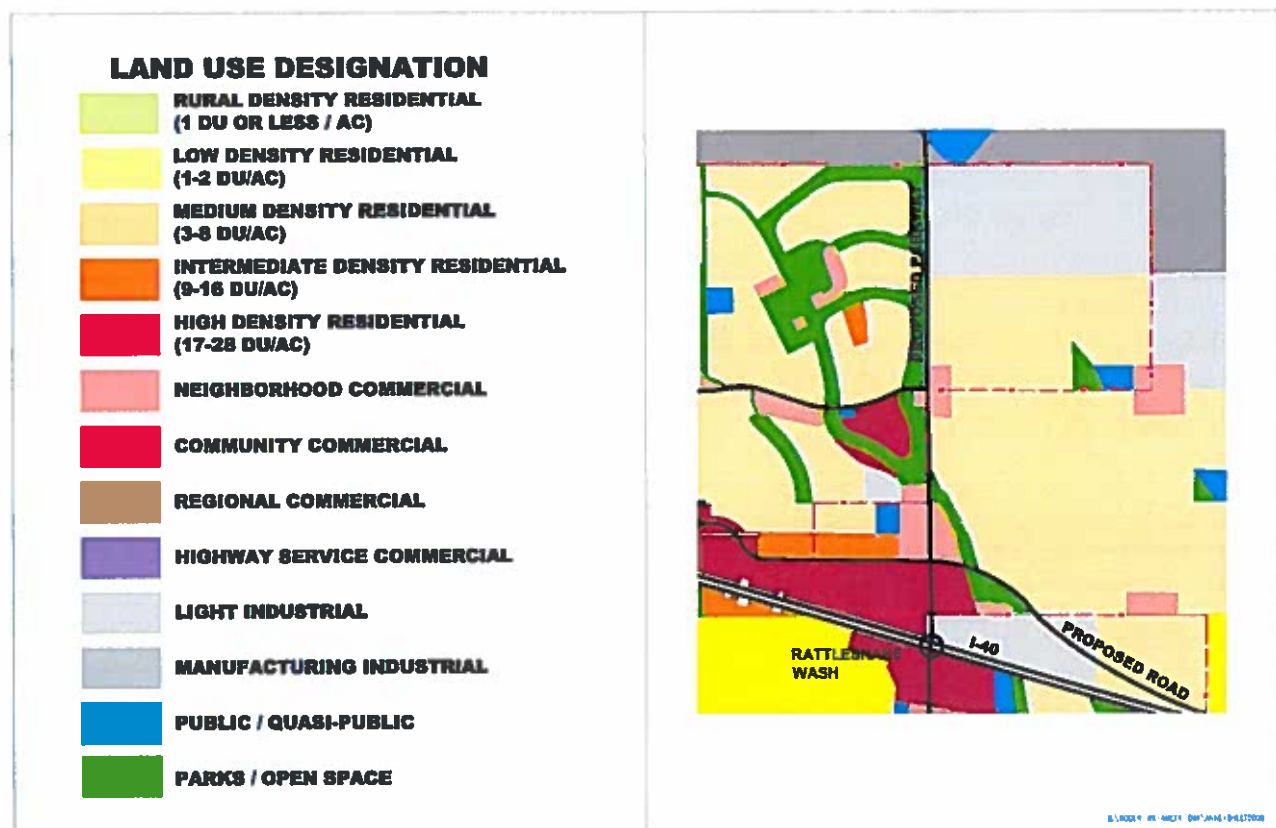 LAND USE DESIGNATION
RURAL DENSITY RESIDENTIAL
(1 DU OR LESS / AC)
LOW DENSITY RESIDENTIAL
(1-2 DU/AC)
MEDIUM DENSITY RESIDENTIAL
(3-8 DU/AC)
INTERMEDIATE DENSITY RESIDENTIAL
(9-16 DU/AC)
HIGH DENSITY RESIDENTIAL
(17-28 DU/AC)
NEIGHBORHOOD COMMERCIAL
COMMUNITY COMMERCIAL
REGIONAL COMMERCIAL
HIGHWAY SERVICE COMMERCIAL
LIGHT INDUSTRIAL
MANUFACTURING INDUSTRIAL
PUBLIC / QUASI-PUBLIC
PARKS / OPEN SPACE
PROPOSED PARKWAY
RATTLESNAKE
WASH
I-40
PROPOSED ROAD